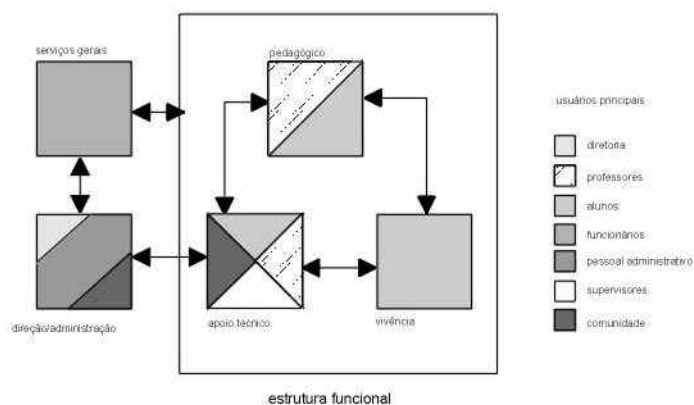 serviços gerais
pedagógico
usuários principais
diretoria
professores
alunos
funcionários
pessoal administrativo
supervisores
comunidade
direção/administração
apoio tecnico
vivência
estrutura funcional